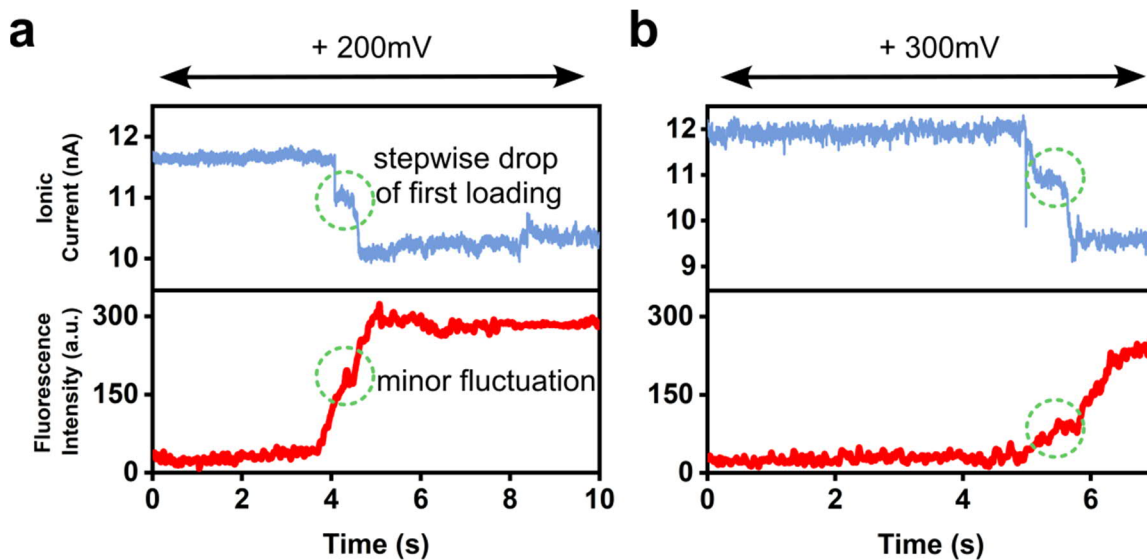 a
+ 200mV
Ionic
Current (nA)
12
11
10
stepwise drop
of first loading
Fluorescence
Intensity (a.u.)
300
150
0
minor fluctuation
0 2 4 6 8 10
Time (s)
b
+ 300mV
12
11
10
9
300
150
0
0 2 4 6
Time (s)